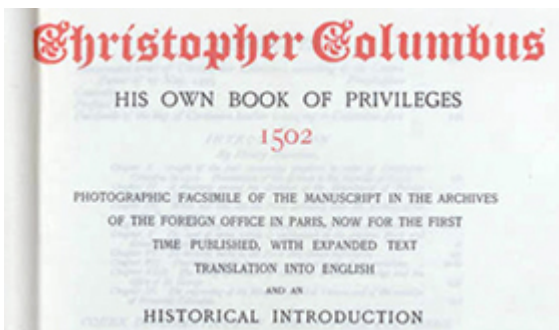 Christopher Columbus
HIS OWN BOOK OF PRIVILEGES
1502
PHOTOGRAPHIC FACSIMILE OF THE MANUSCRIPT IN THE ARCHIVES
OF THE FOREIGN OFFICE IN PARIS, NOW FOR THE FIRST
TIME PUBLISHED, WITH EXPANDED TEXT
TRANSLATION INTO ENGLISH
AND AN
HISTORICAL INTRODUCTION